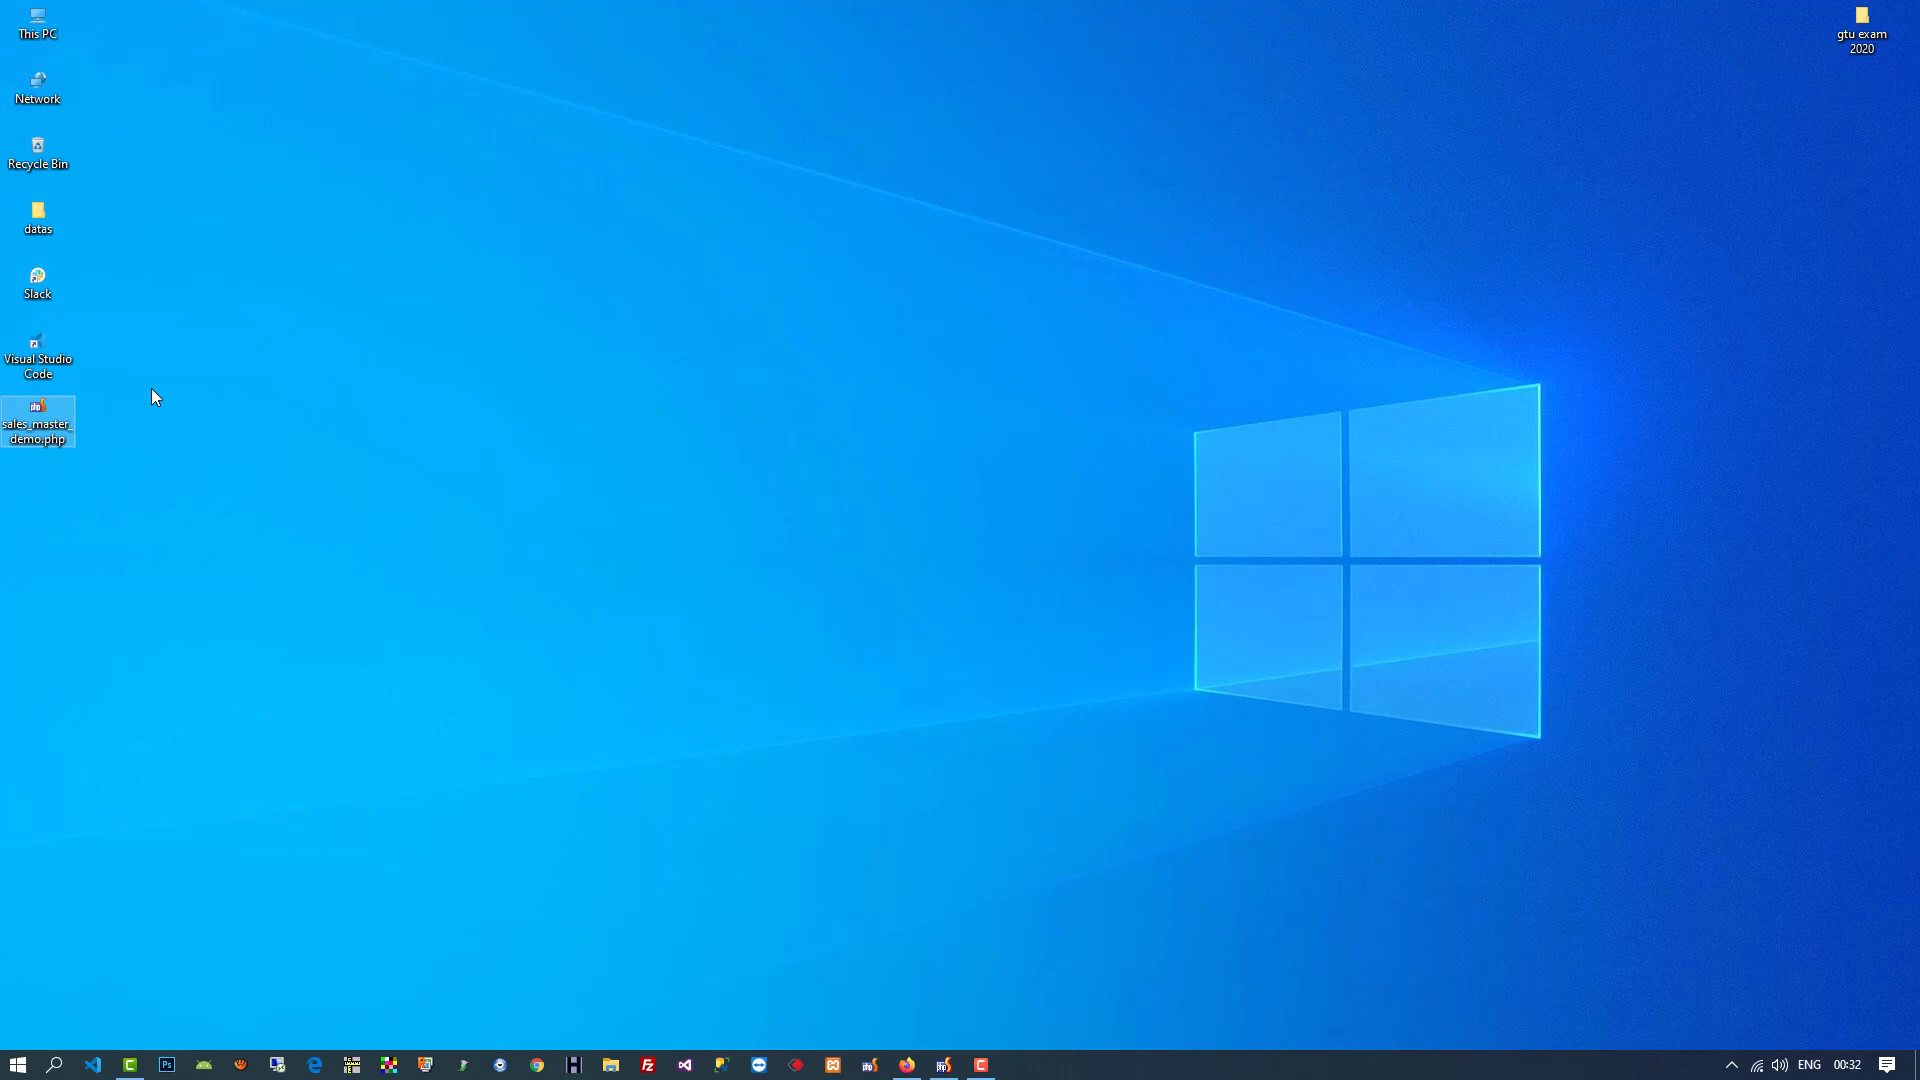 This PC
Network
Recycle Bin
datas
Slack
Visual Studio
Code
sales_master_
demo.php
gtu exam
2020
Ps
ENG
00:32